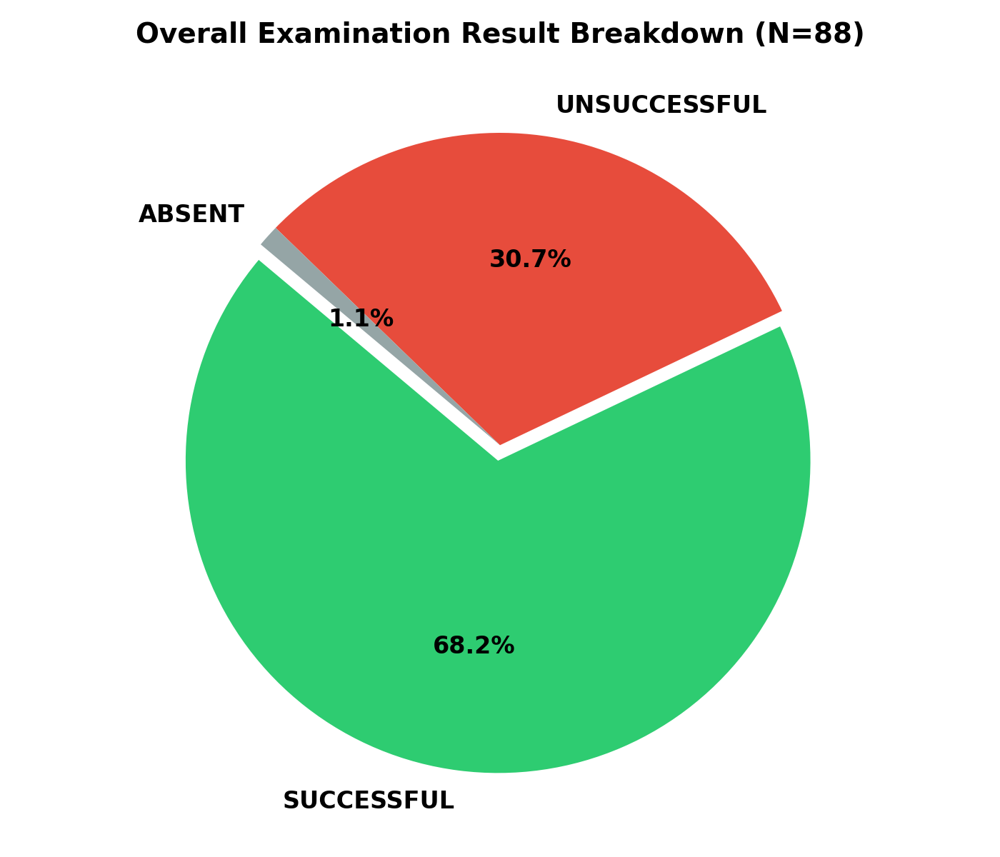 Overall Examination Result Breakdown (N=88)
UNSUCCESSFUL
ABSENT
30.7%
1.1%
68.2%
SUCCESSFUL